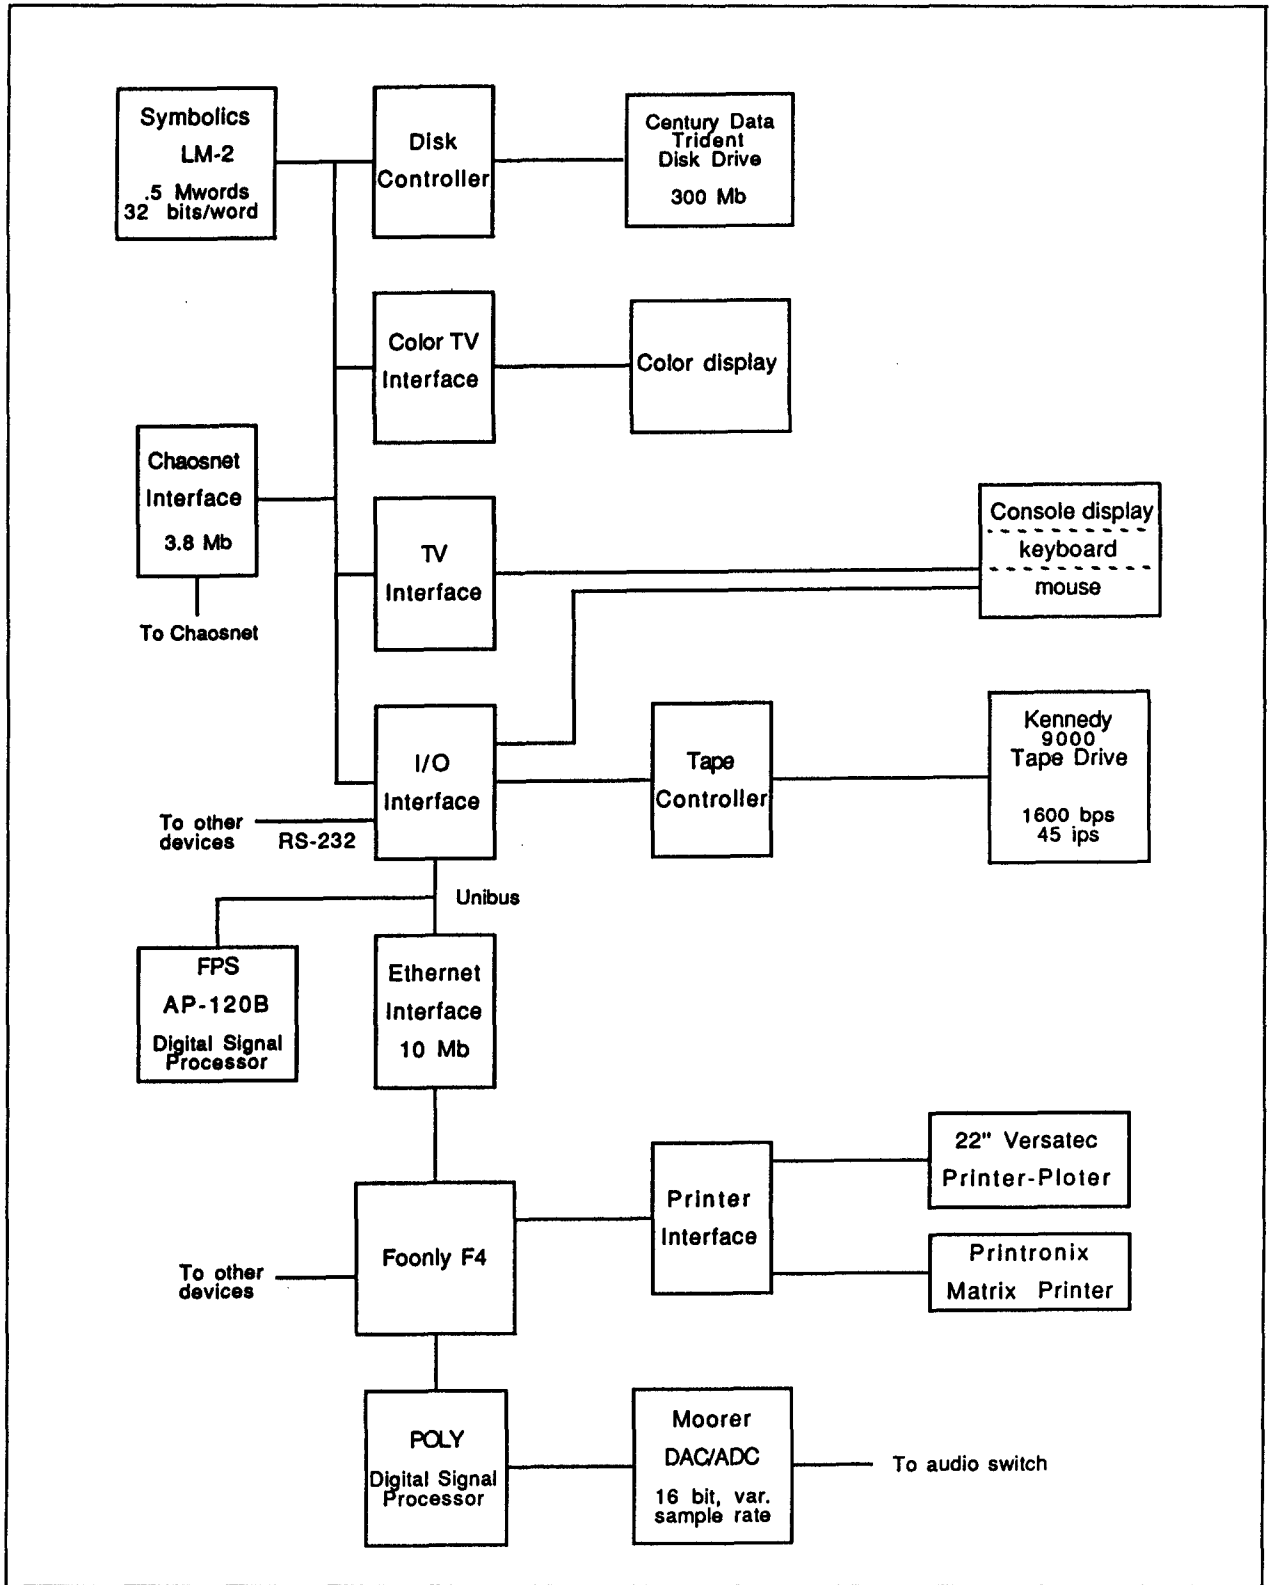 Symbolics
LM-2
.5 Mwords
32 bits/word
Disk
Controller
Century Data
Trident
Disk Drive
300 Mb
Color TV
Interface
Color display
Chaosnet
Interface
3.8 Mb
To Chaosnet
TV
Interface
Console display
keyboard
mouse
I/O
Interface
Tape
Controller
Kennedy
9000
Tape Drive
1600 bps
45 ips
To other
devices
RS-232
Unibus
FPS
AP-120B
Digital Signal
Processor
Ethernet
Interface
10 Mb
Foonly F4
To other
devices
Printer
Interface
22" Versatec
Printer-Ploter
Printronix
Matrix Printer
POLY
Digital Signal
Processor
Moorer
DAC/ADC
16 bit, var.
sample rate
To audio switch